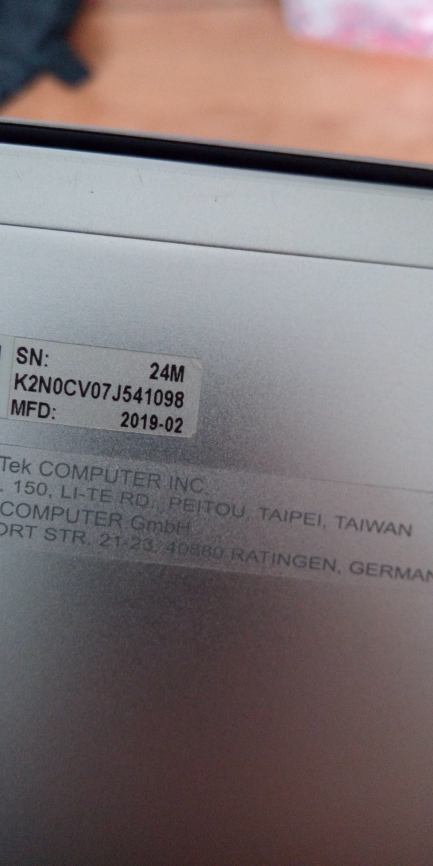 SN: 24M
K2N0CV07J541098
MFD: 2019-02
Tek COMPUTER INC.
150, LI-TE RD., PEITOU, TAIPEI, TAIWAN
COMPUTER GmbH
ORT STR. 21-23, 40880 RATINGEN, GERMAN